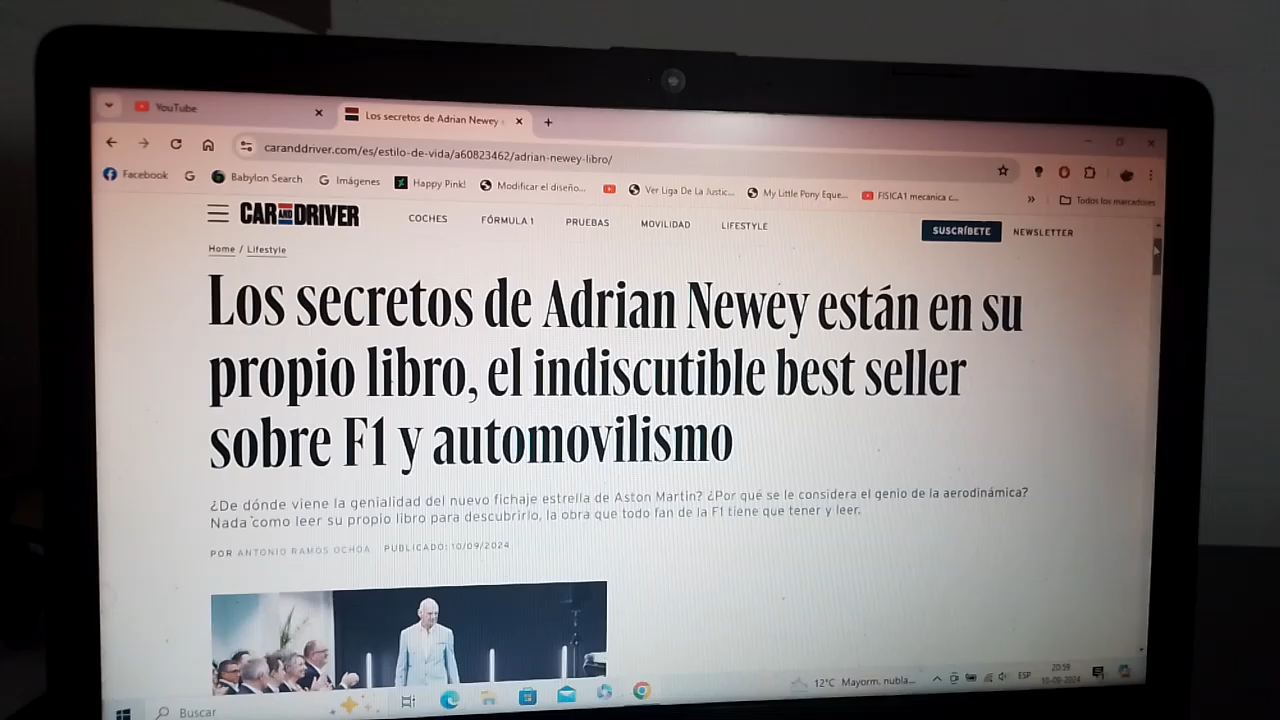 YouTube
Los secretos de Adrian Newey
caranddriver.com/es/estilo-de-vida/a60823462/adrian-newey-libro/
Facebook
Babylon Search
Imágenes
Happy Pink!
Modificar el diseño...
Ver Liga De La Justic...
My Little Pony Eque...
FISICA1 mecanica c...
»
Todos los marcadores
CAR AND DRIVER
COCHES
FÓRMULA 1
PRUEBAS
MOVILIDAD
LIFESTYLE
SUSCRÍBETE
NEWSLETTER
Home / Lifestyle
Los secretos de Adrian Newey están en su
propio libro, el indiscutible best seller
sobre F1 y automovilismo
¿De dónde viene la genialidad del nuevo fichaje estrella de Aston Martin? ¿Por qué se le considera el genio de la aerodinámica?
Nada como leer su propio libro para descubrirlo, la obra que todo fan de la F1 tiene que tener y leer.
POR ANTONIO RAMOS OCHOA PUBLICADO: 10/09/2024
Buscar
12°C Mayorm. nubla...
ESP
20:59
10-09-2024